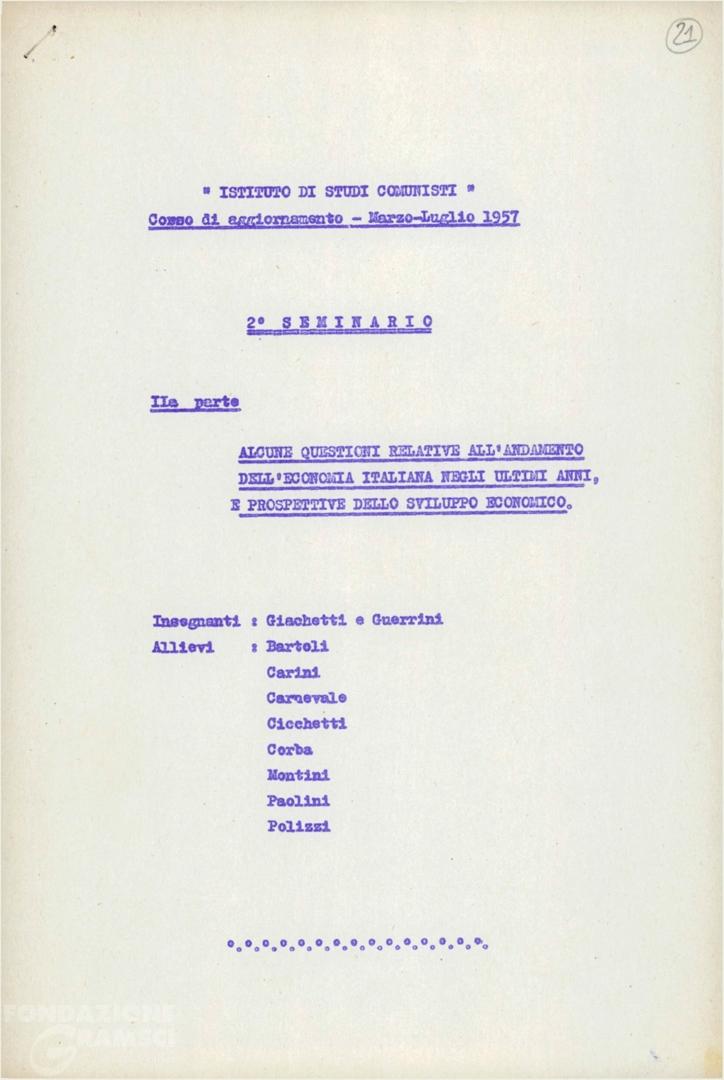 21
" ISTITUTO DI STUDI COMUNISTI "
Corso di aggiornamento - Marzo-Luglio 1957
2° SEMINARIO
IIa parte
ALCUNE QUESTIONI RELATIVE ALL'ANDAMENTO
DELL'ECONOMIA ITALIANA NEGLI ULTIMI ANNI,
E PROSPETTIVE DELLO SVILUPPO ECONOMICO.
Insegnanti : Giachetti e Guerrini
Allievi : Bartoli
Carini
Carnevale
Cicchetti
Corba
Montini
Paolini
Polizzi
FONDAZIONE
GRAMSCI